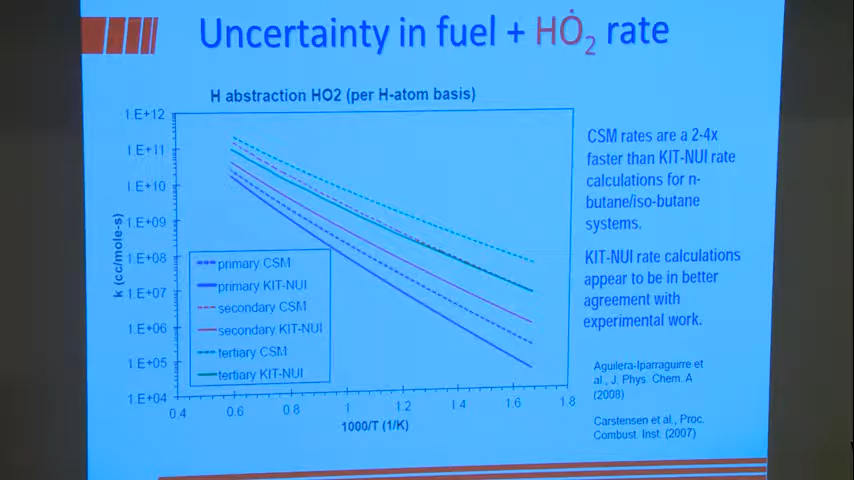 Uncertainty in fuel + HȮ₂ rate
H abstraction HO2 (per H-atom basis)
1.E+12
1.E+11
1.E+10
1.E+09
1.E+08
1.E+07
1.E+06
1.E+05
1.E+04
k (cc/mole-s)
primary CSM
primary KIT-NUI
secondary CSM
secondary KIT-NUI
tertiary CSM
tertiary KIT-NUI
0.4 0.6 0.8 1 1.2 1.4 1.6 1.8
1000/T (1/K)
CSM rates are a 2-4x
faster than KIT-NUI rate
calculations for n-
butane/iso-butane
systems.
KIT-NUI rate calculations
appear to be in better
agreement with
experimental work.
Aguilera-Iparraguirre et
al., J. Phys. Chem. A
(2008)
Carstensen et al., Proc.
Combust. Inst. (2007)